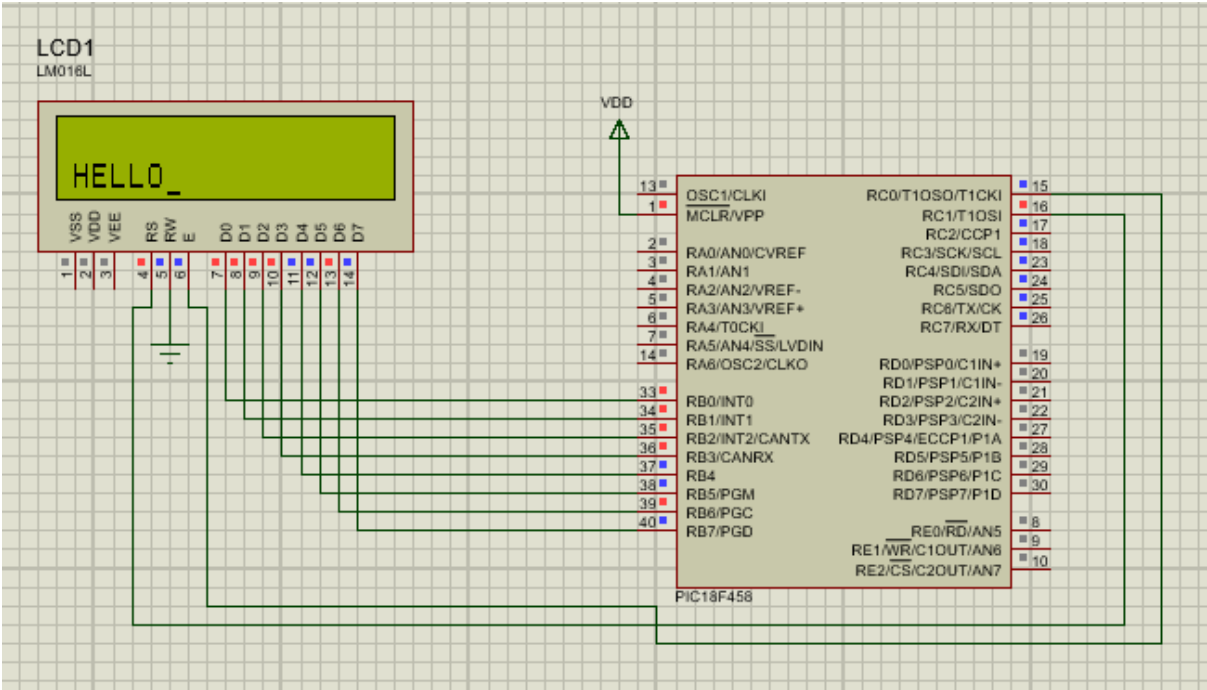 LCD1
LM016L
HELLO_
VSS
VDD
VEE
RS
RW
E
D0
D1
D2
D3
D4
D5
D6
D7
1
2
3
4
5
6
7
8
9
10
11
12
13
14
VDD
13 OSC1/CLKI
1 MCLR/VPP
2 RA0/AN0/CVREF
3 RA1/AN1
4 RA2/AN2/VREF-
5 RA3/AN3/VREF+
6 RA4/T0CKI
7 RA5/AN4/SS/LVDIN
14 RA6/OSC2/CLKO
33 RB0/INT0
34 RB1/INT1
35 RB2/INT2/CANTX
36 RB3/CANRX
37 RB4
38 RB5/PGM
39 RB6/PGC
40 RB7/PGD
RC0/T1OSO/T1CKI 15
RC1/T1OSI 16
RC2/CCP1 17
RC3/SCK/SCL 18
RC4/SDI/SDA 23
RC5/SDO 24
RC6/TX/CK 25
RC7/RX/DT 26
RD0/PSP0/C1IN+ 19
RD1/PSP1/C1IN- 20
RD2/PSP2/C2IN+ 21
RD3/PSP3/C2IN- 22
RD4/PSP4/ECCP1/P1A 27
RD5/PSP5/P1B 28
RD6/PSP6/P1C 29
RD7/PSP7/P1D 30
RE0/RD/AN5 8
RE1/WR/C1OUT/AN6 9
RE2/CS/C2OUT/AN7 10
PIC18F458